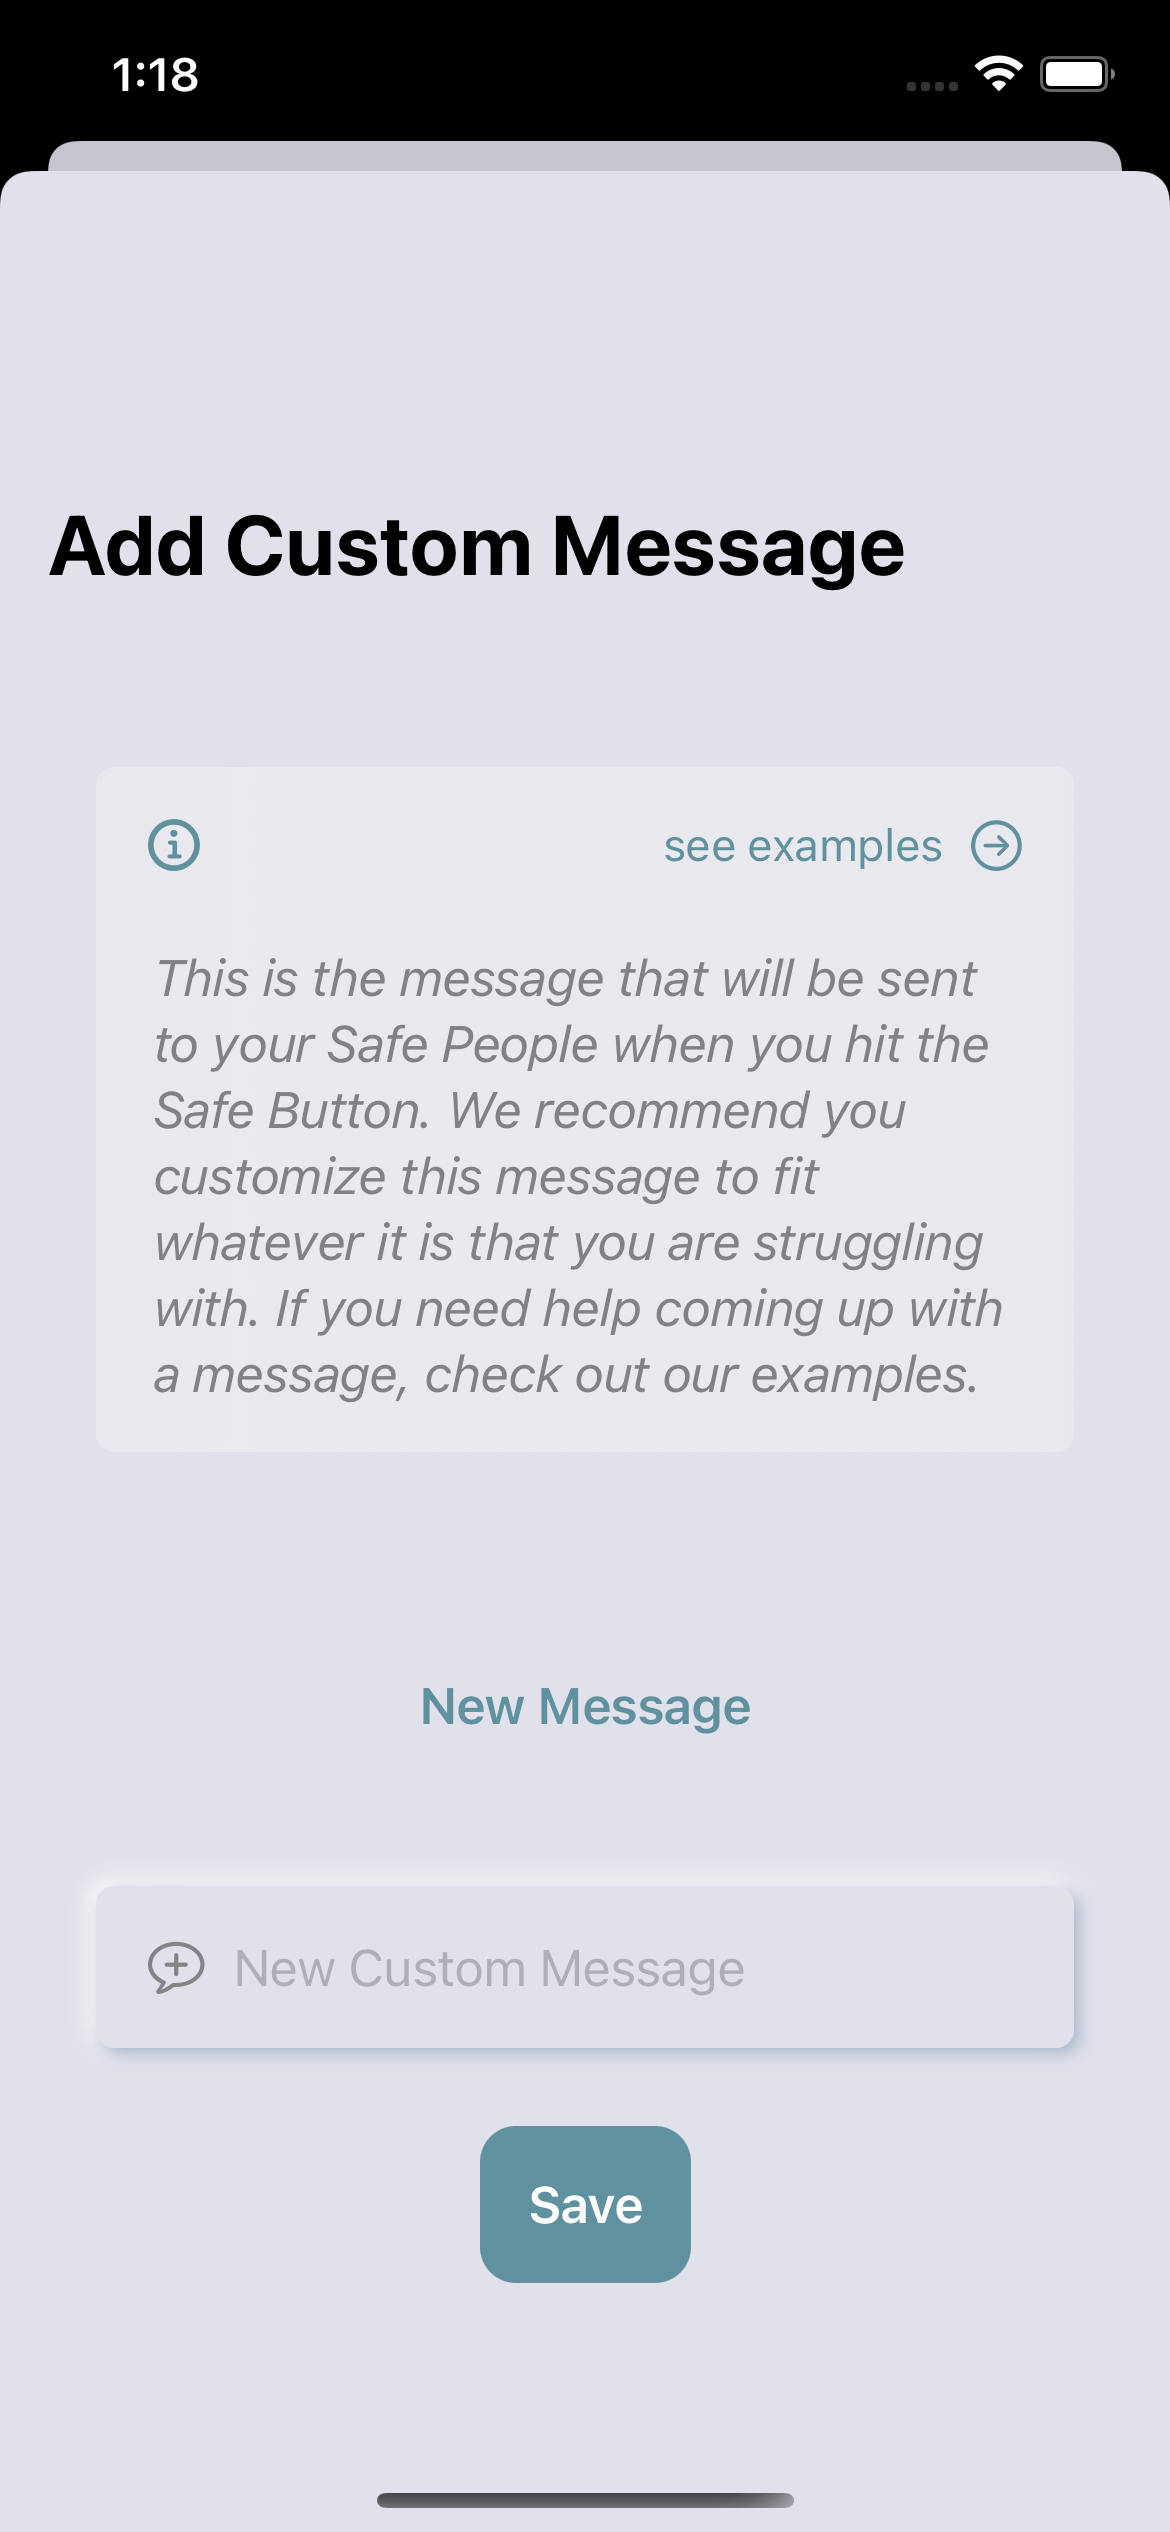 1:18
Add Custom Message
see examples
This is the message that will be sent
to your Safe People when you hit the
Safe Button. We recommend you
customize this message to fit
whatever it is that you are struggling
with. If you need help coming up with
a message, check out our examples.
New Message
New Custom Message
Save